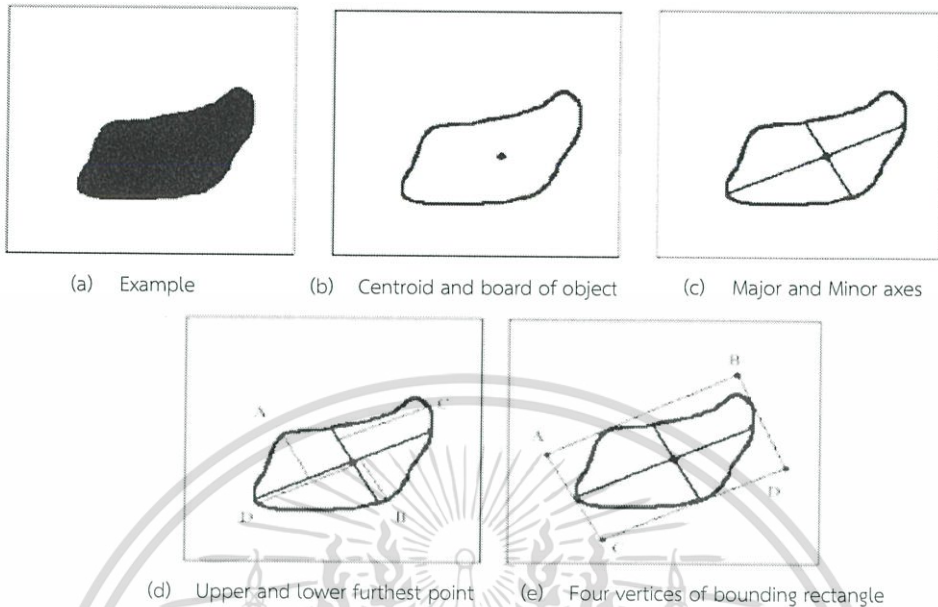 (a) Example
(b) Centroid and board of object
(c) Major and Minor axes
A
C
D
B
B
A
D
C
(d) Upper and lower furthest point
(e) Four vertices of bounding rectangle